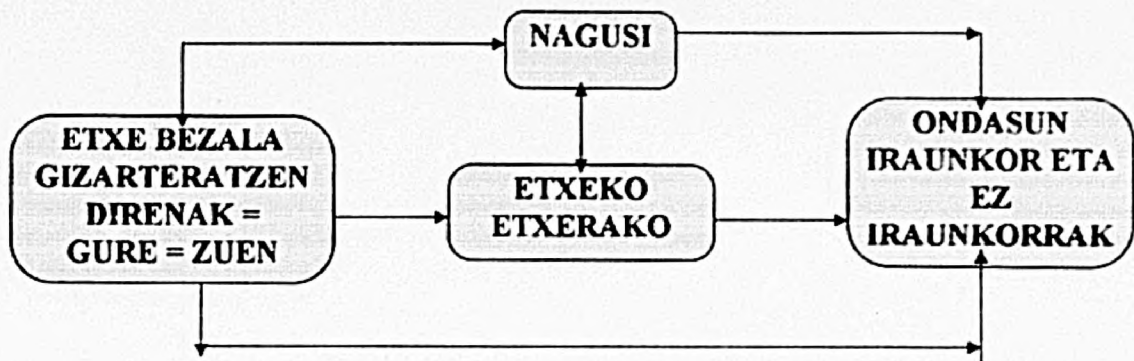 NAGUSI
ETXE BEZALA
GIZARTERATZEN
DIRENAK =
GURE = ZUEN
ETXEKO
ETXERAKO
ONDASUN
IRAUNKOR ETA
EZ
IRAUNKORRAK